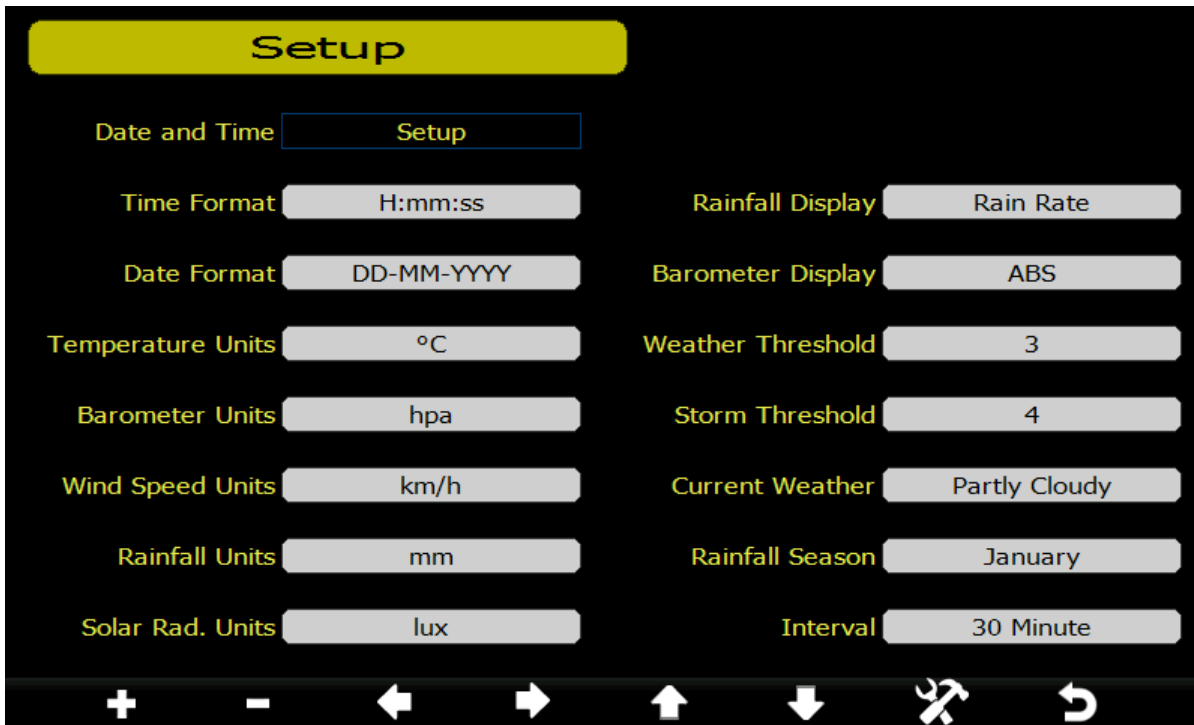 Setup
Date and Time Setup
Time Format H:mm:ss
Rainfall Display Rain Rate
Date Format DD-MM-YYYY
Barometer Display ABS
Temperature Units °C
Weather Threshold 3
Barometer Units hpa
Storm Threshold 4
Wind Speed Units km/h
Current Weather Partly Cloudy
Rainfall Units mm
Rainfall Season January
Solar Rad. Units lux
Interval 30 Minute